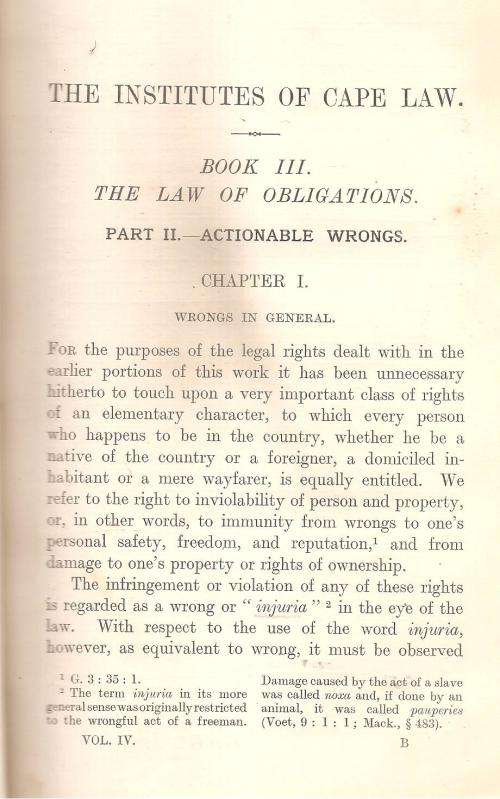 THE INSTITUTES OF CAPE LAW.
BOOK III.
THE LAW OF OBLIGATIONS.
PART II.—ACTIONABLE WRONGS.
CHAPTER I.
WRONGS IN GENERAL.
FOR the purposes of the legal rights dealt with in the
earlier portions of this work it has been unnecessary
hitherto to touch upon a very important class of rights
of an elementary character, to which every person
who happens to be in the country, whether he be a
native of the country or a foreigner, a domiciled in-
habitant or a mere wayfarer, is equally entitled. We
refer to the right to inviolability of person and property,
or, in other words, to immunity from wrongs to one's
personal safety, freedom, and reputation,¹ and from
damage to one's property or rights of ownership.
The infringement or violation of any of these rights
is regarded as a wrong or "injuria" ² in the eye of the
law. With respect to the use of the word injuria,
however, as equivalent to wrong, it must be observed
¹ G. 3 : 35 : 1.
² The term injuria in its more
general sense was originally restricted
to the wrongful act of a freeman.
Damage caused by the act of a slave
was called noxa and, if done by an
animal, it was called pauperies
(Voet, 9 : 1 : 1 ; Mack., § 483).
VOL. IV.
B